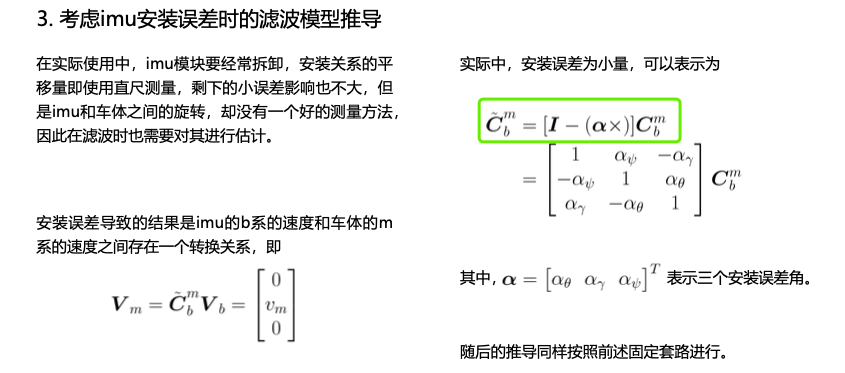 3. 考虑imu安装误差时的滤波模型推导
在实际使用中，imu模块要经常拆卸，安装关系的平
移量即使用直尺测量，剩下的小误差影响也不大，但
是imu和车体之间的旋转，却没有一个好的测量方法，
因此在滤波时也需要对其进行估计。
安装误差导致的结果是imu的b系的速度和车体的m
系的速度之间存在一个转换关系，即
$\boldsymbol{V}_m = \tilde{\boldsymbol{C}}_b^m \boldsymbol{V}_b = \begin{bmatrix} 0 \\ v_m \\ 0 \end{bmatrix}$
实际中，安装误差为小量，可以表示为
$\tilde{\boldsymbol{C}}_b^m = [\boldsymbol{I} - (\boldsymbol{\alpha}\times)]\boldsymbol{C}_b^m$
$= \begin{bmatrix} 1 & \alpha_\psi & -\alpha_\gamma \\ -\alpha_\psi & 1 & \alpha_\theta \\ \alpha_\gamma & -\alpha_\theta & 1 \end{bmatrix} \boldsymbol{C}_b^m$
其中，$\boldsymbol{\alpha} = \begin{bmatrix} \alpha_\theta & \alpha_\gamma & \alpha_\psi \end{bmatrix}^T$ 表示三个安装误差角。
随后的推导同样按照前述固定套路进行。